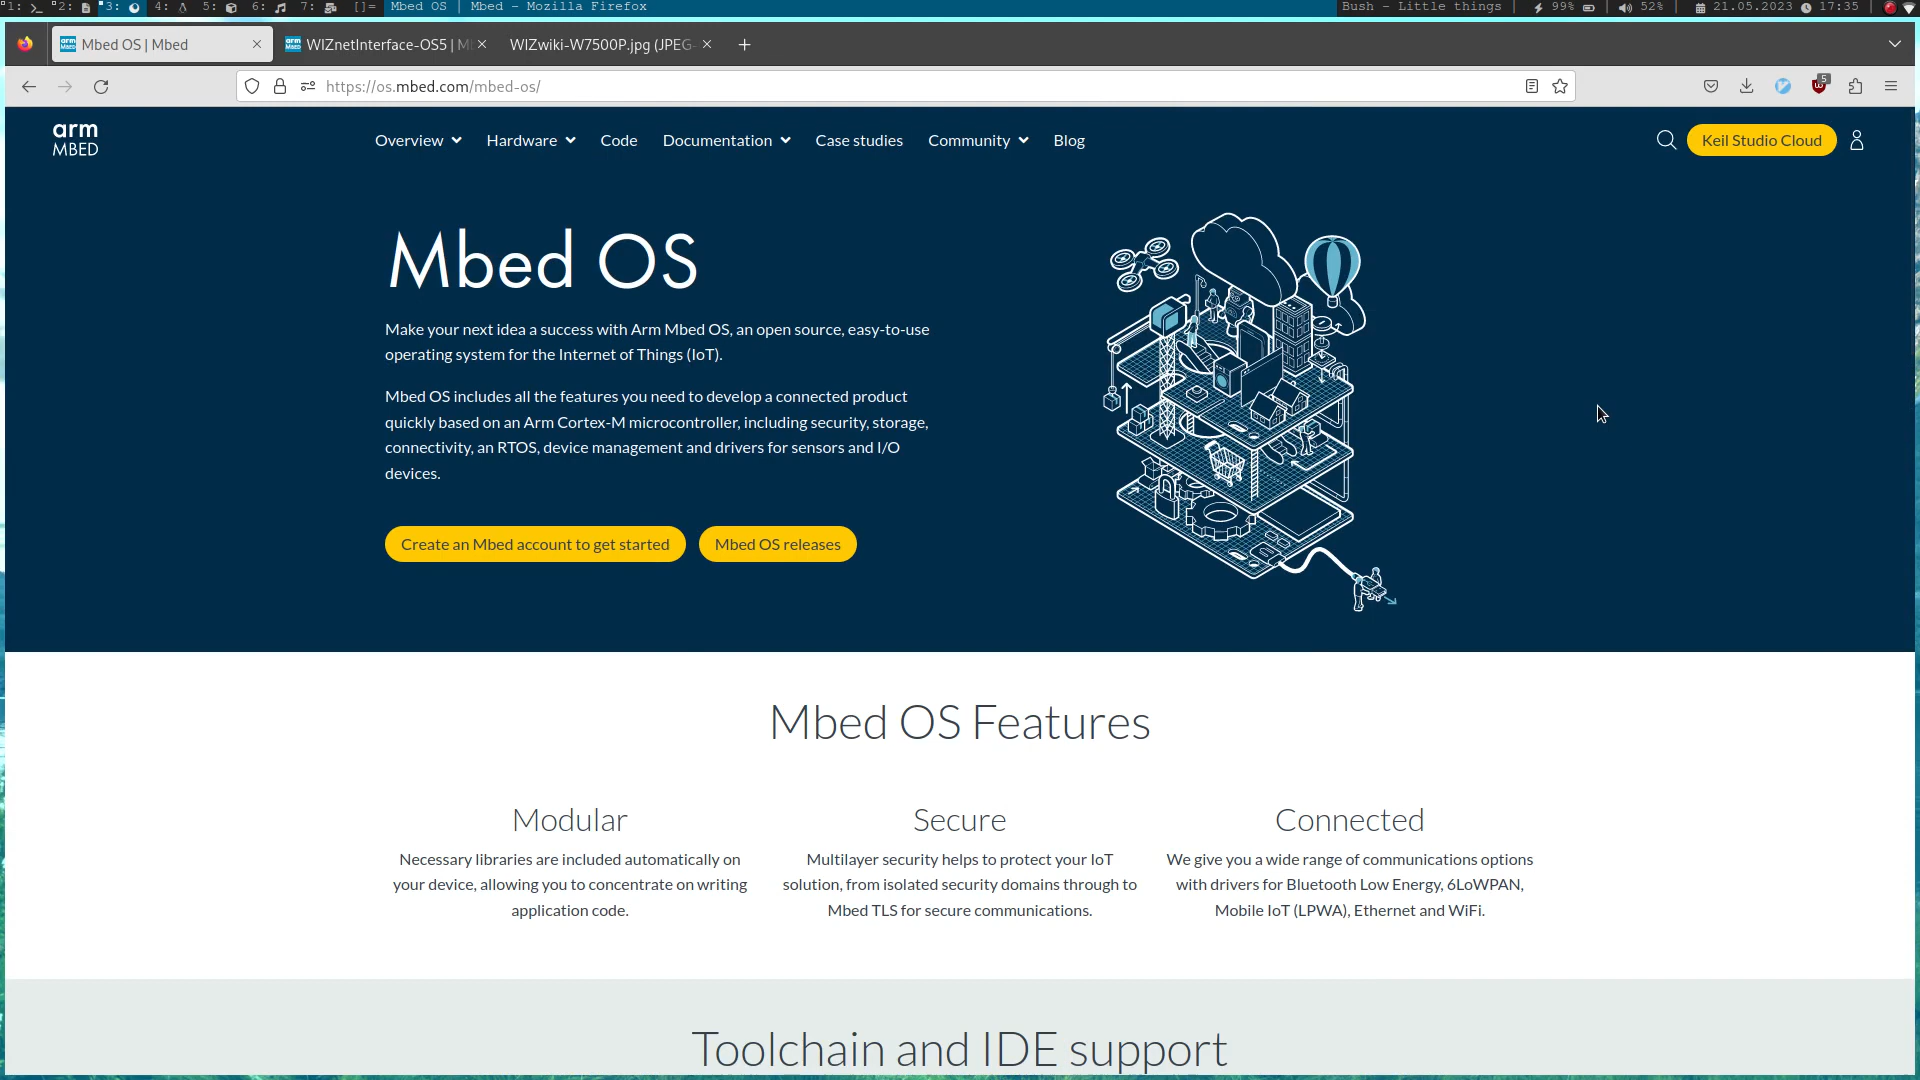 1: 2: 3: 4: 5: 6: 7: []= Mbed OS | Mbed — Mozilla Firefox Bush - Little things | 99% | 52% | 21.05.2023 17:35 |
Mbed OS | Mbed WIZnetInterface-OS5 | M WIZwiki-W7500P.jpg (JPEG
https://os.mbed.com/mbed-os/ 5
arm
MBED
Overview Hardware Code Documentation Case studies Community Blog Keil Studio Cloud
Mbed OS
Make your next idea a success with Arm Mbed OS, an open source, easy-to-use
operating system for the Internet of Things (IoT).
Mbed OS includes all the features you need to develop a connected product
quickly based on an Arm Cortex-M microcontroller, including security, storage,
connectivity, an RTOS, device management and drivers for sensors and I/O
devices.
Create an Mbed account to get started Mbed OS releases
Mbed OS Features
Modular
Necessary libraries are included automatically on
your device, allowing you to concentrate on writing
application code.
Secure
Multilayer security helps to protect your IoT
solution, from isolated security domains through to
Mbed TLS for secure communications.
Connected
We give you a wide range of communications options
with drivers for Bluetooth Low Energy, 6LoWPAN,
Mobile IoT (LPWA), Ethernet and WiFi.
Toolchain and IDE support